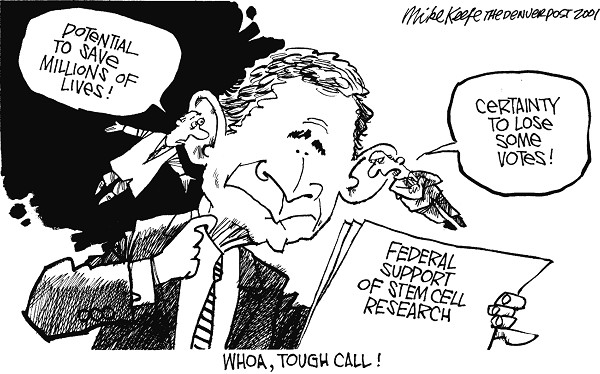 Mike Keefe THE DENVER POST 2001
POTENTIAL
TO SAVE
MILLIONS OF
LIVES!
CERTAINTY
TO LOSE
SOME
VOTES!
FEDERAL
SUPPORT
OF STEM CELL
RESEARCH
WHOA, TOUGH CALL!